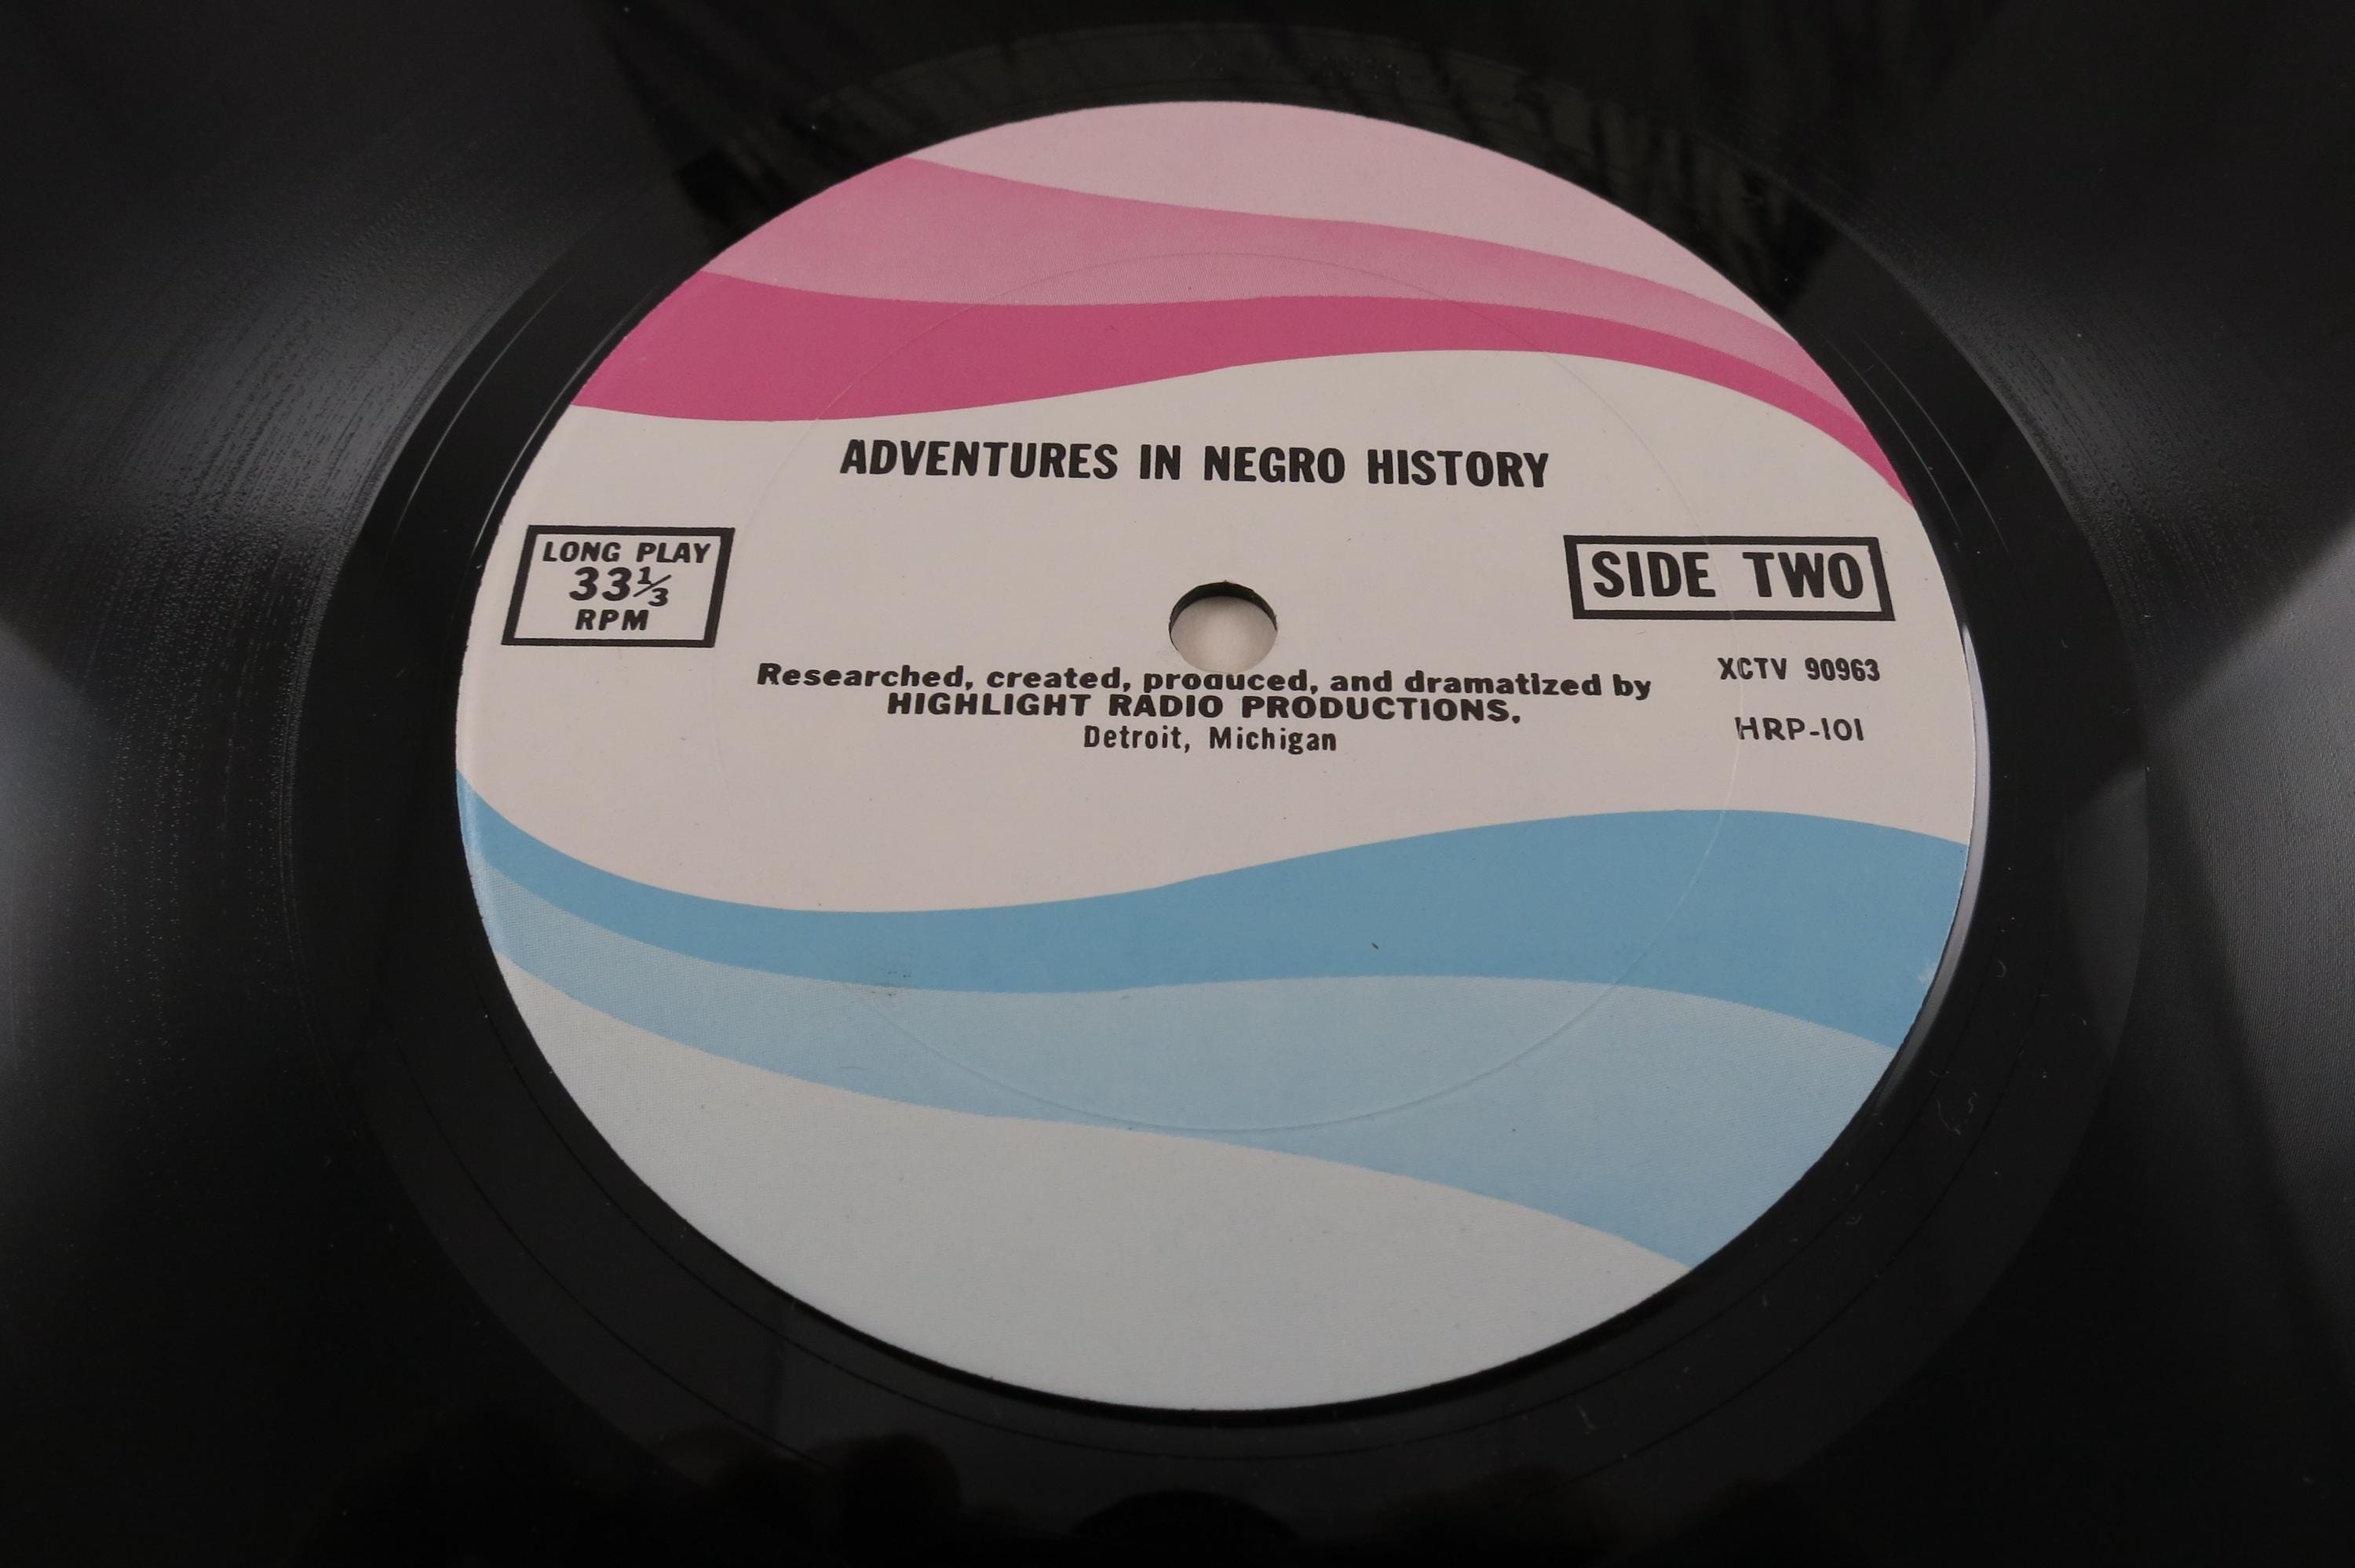 ADVENTURES IN NEGRO HISTORY
LONG PLAY
33⅓
RPM
SIDE TWO
Researched, created, produced, and dramatized by
HIGHLIGHT RADIO PRODUCTIONS.
Detroit, Michigan
XCTV 90963
HRP-101